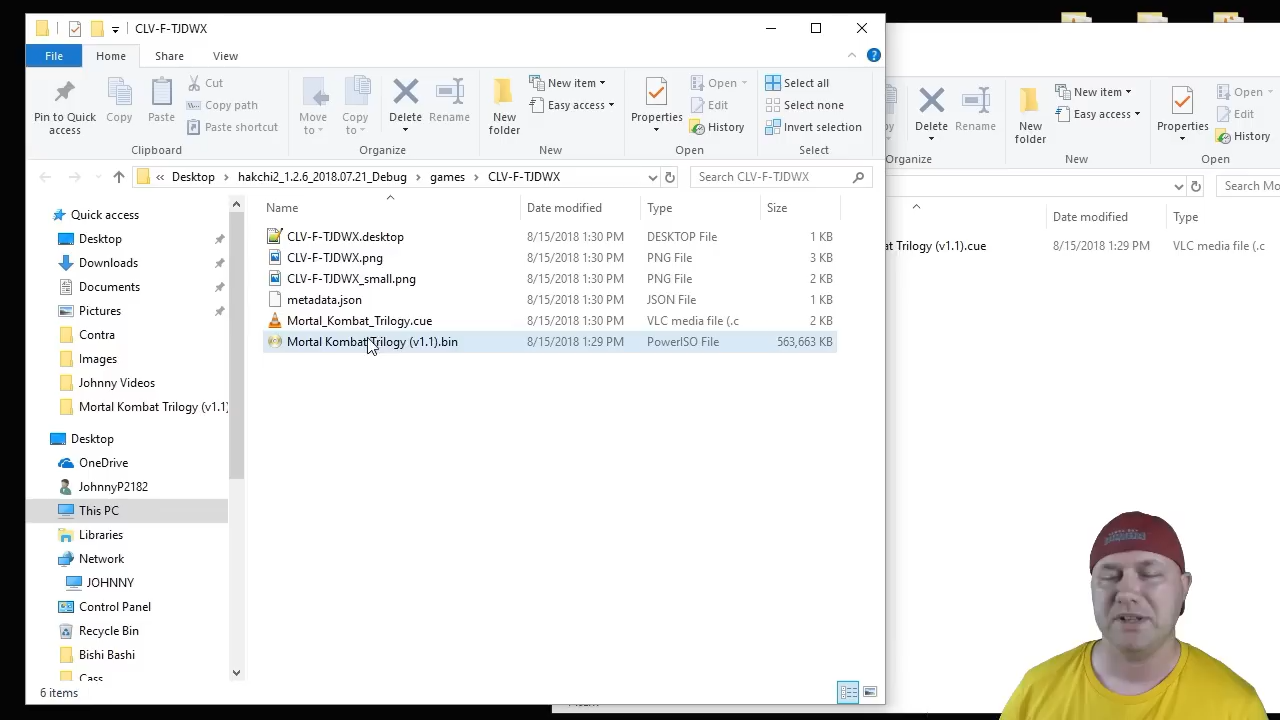 CLV-F-TJDWX
File Home Share View
Pin to Quick access
Copy
Paste
Cut
Copy path
Paste shortcut
Clipboard
Move to
Copy to
Delete
Rename
Organize
New folder
New item
Easy access
New
Properties
Open
Edit
History
Open
Select all
Select none
Invert selection
Select
« Desktop › hakchi2_1.2.6_2018.07.21_Debug › games › CLV-F-TJDWX
Search CLV-F-TJDWX
Quick access
Desktop
Downloads
Documents
Pictures
Contra
Images
Johnny Videos
Mortal Kombat Trilogy (v1.1)
Desktop
OneDrive
JohnnyP2182
This PC
Libraries
Network
JOHNNY
Control Panel
Recycle Bin
Bishi Bashi
Cass
Name Date modified Type Size
CLV-F-TJDWX.desktop 8/15/2018 1:30 PM DESKTOP File 1 KB
CLV-F-TJDWX.png 8/15/2018 1:30 PM PNG File 3 KB
CLV-F-TJDWX_small.png 8/15/2018 1:30 PM PNG File 2 KB
metadata.json 8/15/2018 1:30 PM JSON File 1 KB
Mortal_Kombat_Trilogy.cue 8/15/2018 1:30 PM VLC media file (.c 2 KB
Mortal Kombat Trilogy (v1.1).bin 8/15/2018 1:29 PM PowerISO File 563,663 KB
6 items
Delete
Rename
Organize
New folder
New item
Easy access
New
Properties
Open
Edit
History
Open
Search Mo
Date modified Type
at Trilogy (v1.1).cue 8/15/2018 1:29 PM VLC media file (.c